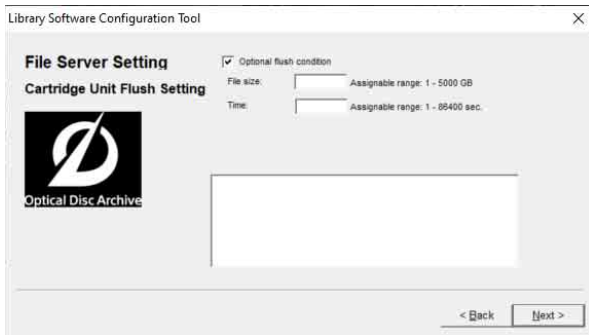 Library Software Configuration Tool
File Server Setting
Cartridge Unit Flush Setting
Optical Disc Archive
Optional flush condition
File size: Assignable range: 1 - 5000 GB
Time: Assignable range: 1 - 86400 sec.
< Back Next >